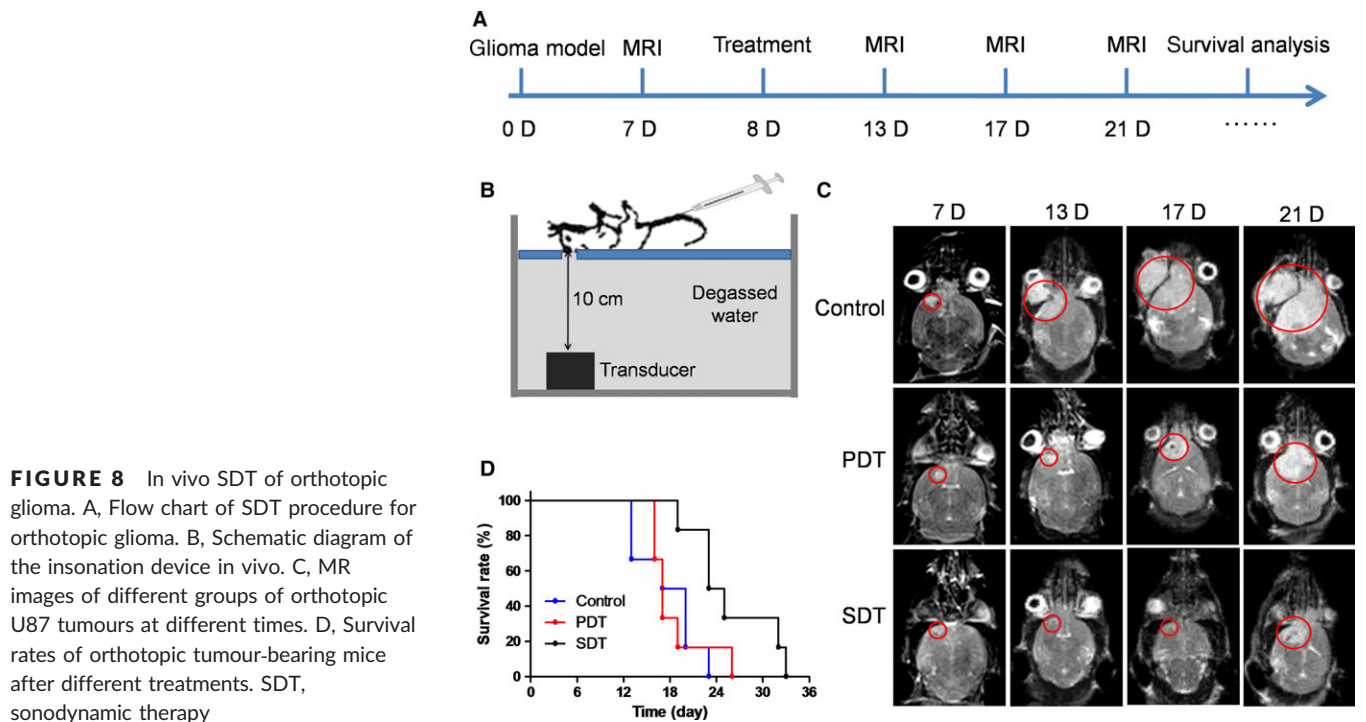 A
Glioma model MRI Treatment MRI MRI MRI Survival analysis
0 D 7 D 8 D 13 D 17 D 21 D ······
B
10 cm
Degassed
water
Transducer
C
7 D 13 D 17 D 21 D
Control
PDT
SDT
D
Survival rate (%)
100
80
60
40
20
0
Control
PDT
SDT
0 6 12 18 24 30 36
Time (day)
FIGURE 8 In vivo SDT of orthotopic
glioma. A, Flow chart of SDT procedure for
orthotopic glioma. B, Schematic diagram of
the insonation device in vivo. C, MR
images of different groups of orthotopic
U87 tumours at different times. D, Survival
rates of orthotopic tumour-bearing mice
after different treatments. SDT,
sonodynamic therapy